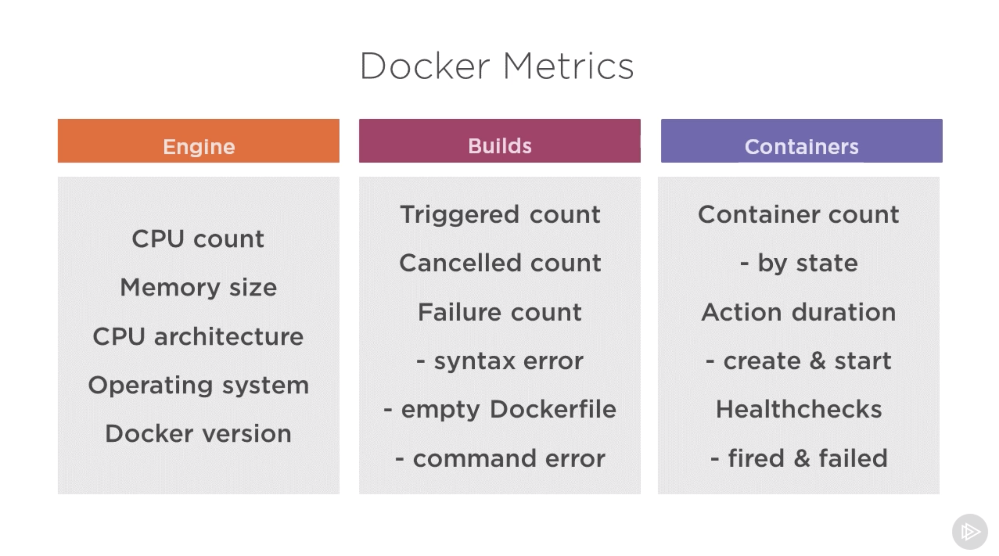 Docker Metrics
Engine
CPU count
Memory size
CPU architecture
Operating system
Docker version
Builds
Triggered count
Cancelled count
Failure count
- syntax error
- empty Dockerfile
- command error
Containers
Container count
- by state
Action duration
- create & start
Healthchecks
- fired & failed